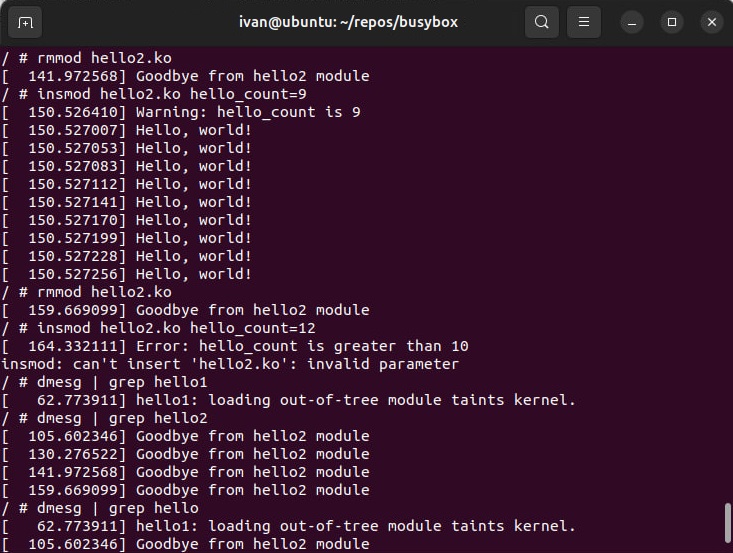 ivan@ubuntu: ~/repos/busybox
/ # rmmod hello2.ko
[  141.972568] Goodbye from hello2 module
/ # insmod hello2.ko hello_count=9
[  150.526410] Warning: hello_count is 9
[  150.527007] Hello, world!
[  150.527053] Hello, world!
[  150.527083] Hello, world!
[  150.527112] Hello, world!
[  150.527141] Hello, world!
[  150.527170] Hello, world!
[  150.527199] Hello, world!
[  150.527228] Hello, world!
[  150.527256] Hello, world!
/ # rmmod hello2.ko
[  159.669099] Goodbye from hello2 module
/ # insmod hello2.ko hello_count=12
[  164.332111] Error: hello_count is greater than 10
insmod: can't insert 'hello2.ko': invalid parameter
/ # dmesg | grep hello1
[   62.773911] hello1: loading out-of-tree module taints kernel.
/ # dmesg | grep hello2
[  105.602346] Goodbye from hello2 module
[  130.276522] Goodbye from hello2 module
[  141.972568] Goodbye from hello2 module
[  159.669099] Goodbye from hello2 module
/ # dmesg | grep hello
[   62.773911] hello1: loading out-of-tree module taints kernel.
[  105.602346] Goodbye from hello2 module